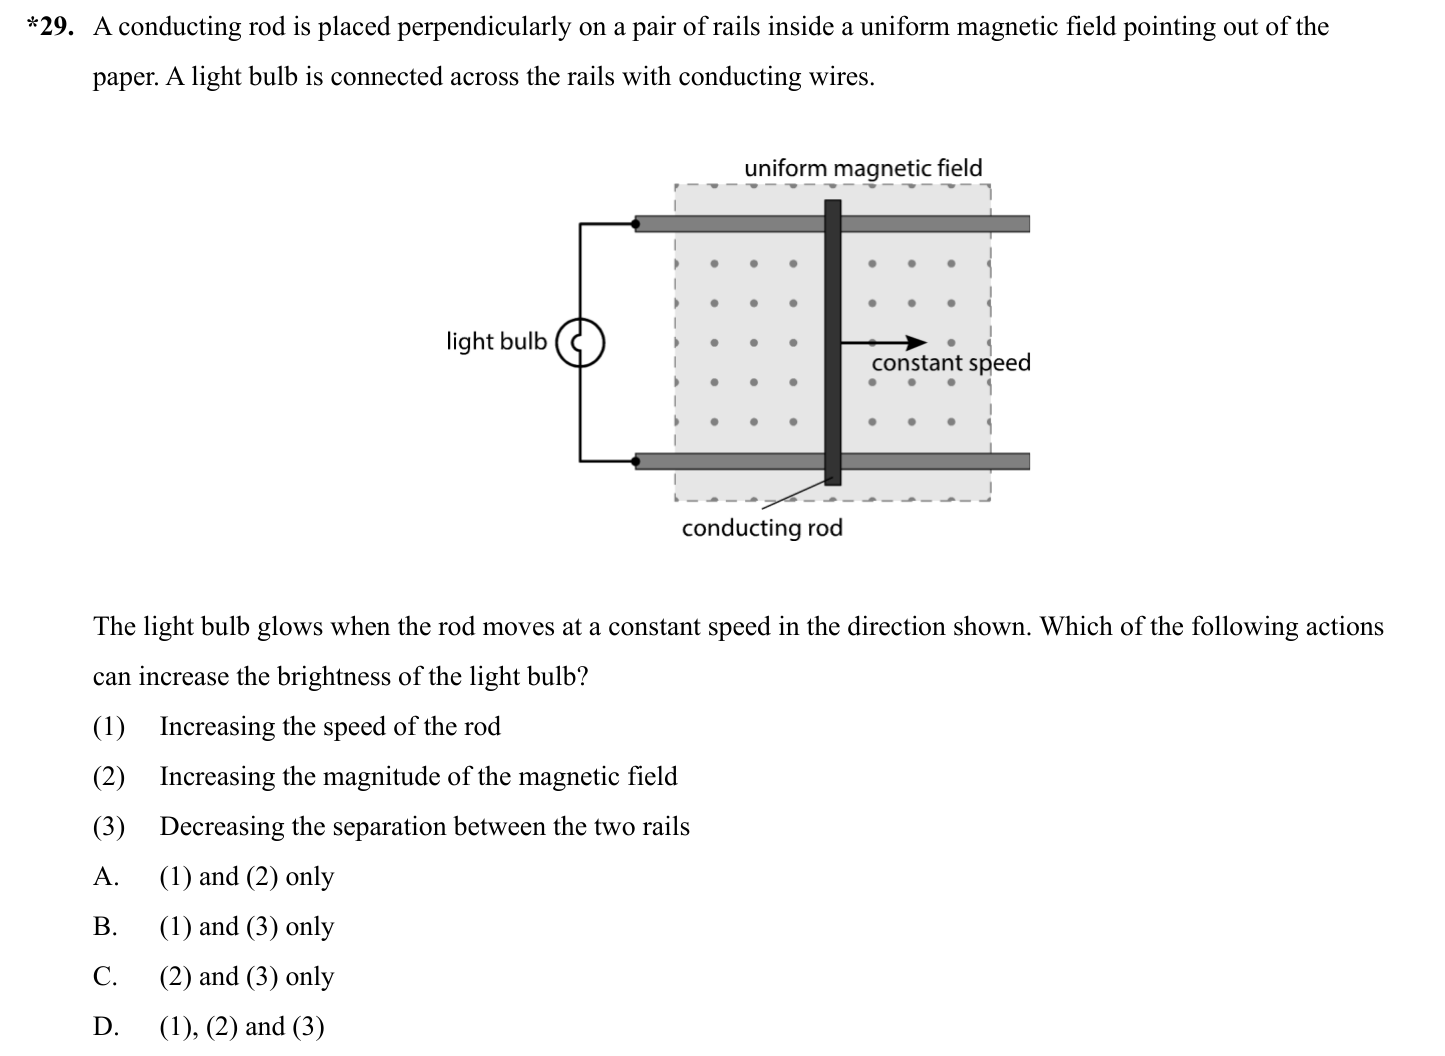 *29. A conducting rod is placed perpendicularly on a pair of rails inside a uniform magnetic field pointing out of the
paper. A light bulb is connected across the rails with conducting wires.
uniform magnetic field
light bulb
constant speed
conducting rod
The light bulb glows when the rod moves at a constant speed in the direction shown. Which of the following actions
can increase the brightness of the light bulb?
(1) Increasing the speed of the rod
(2) Increasing the magnitude of the magnetic field
(3) Decreasing the separation between the two rails
A. (1) and (2) only
B. (1) and (3) only
C. (2) and (3) only
D. (1), (2) and (3)